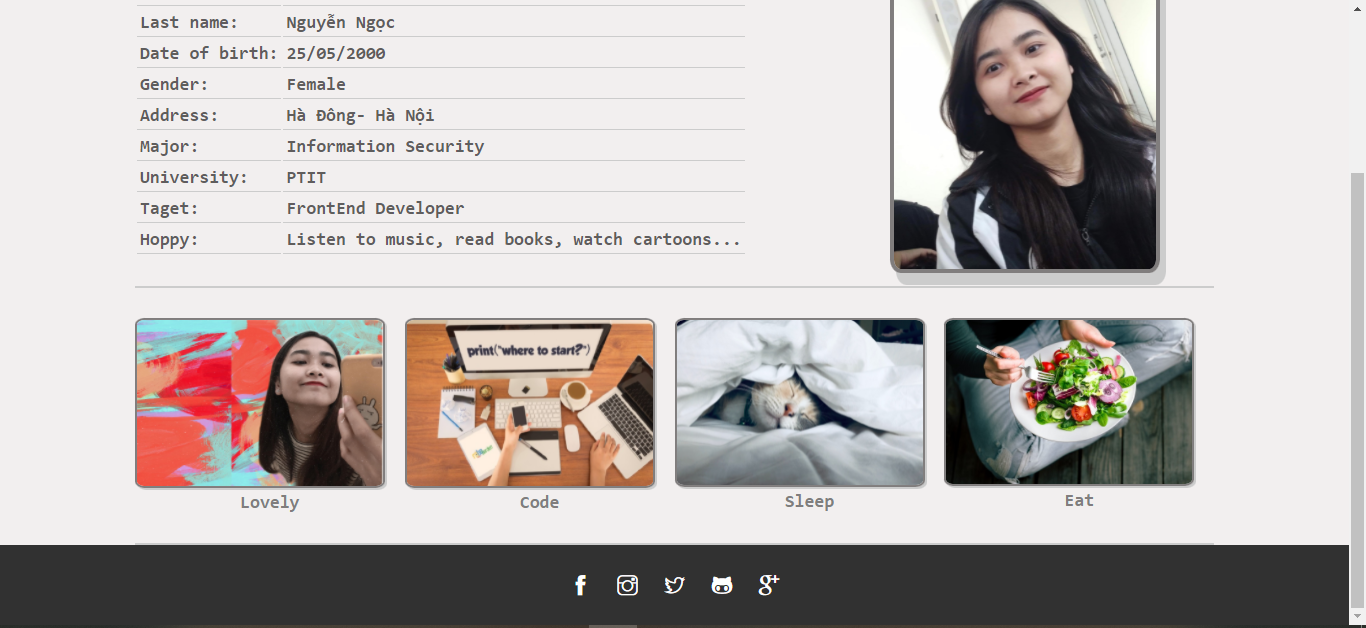 Last name: Nguyễn Ngọc
Date of birth: 25/05/2000
Gender: Female
Address: Hà Đông- Hà Nội
Major: Information Security
University: PTIT
Taget: FrontEnd Developer
Hoppy: Listen to music, read books, watch cartoons...
print("where to start?")
Lovely
Code
Sleep
Eat